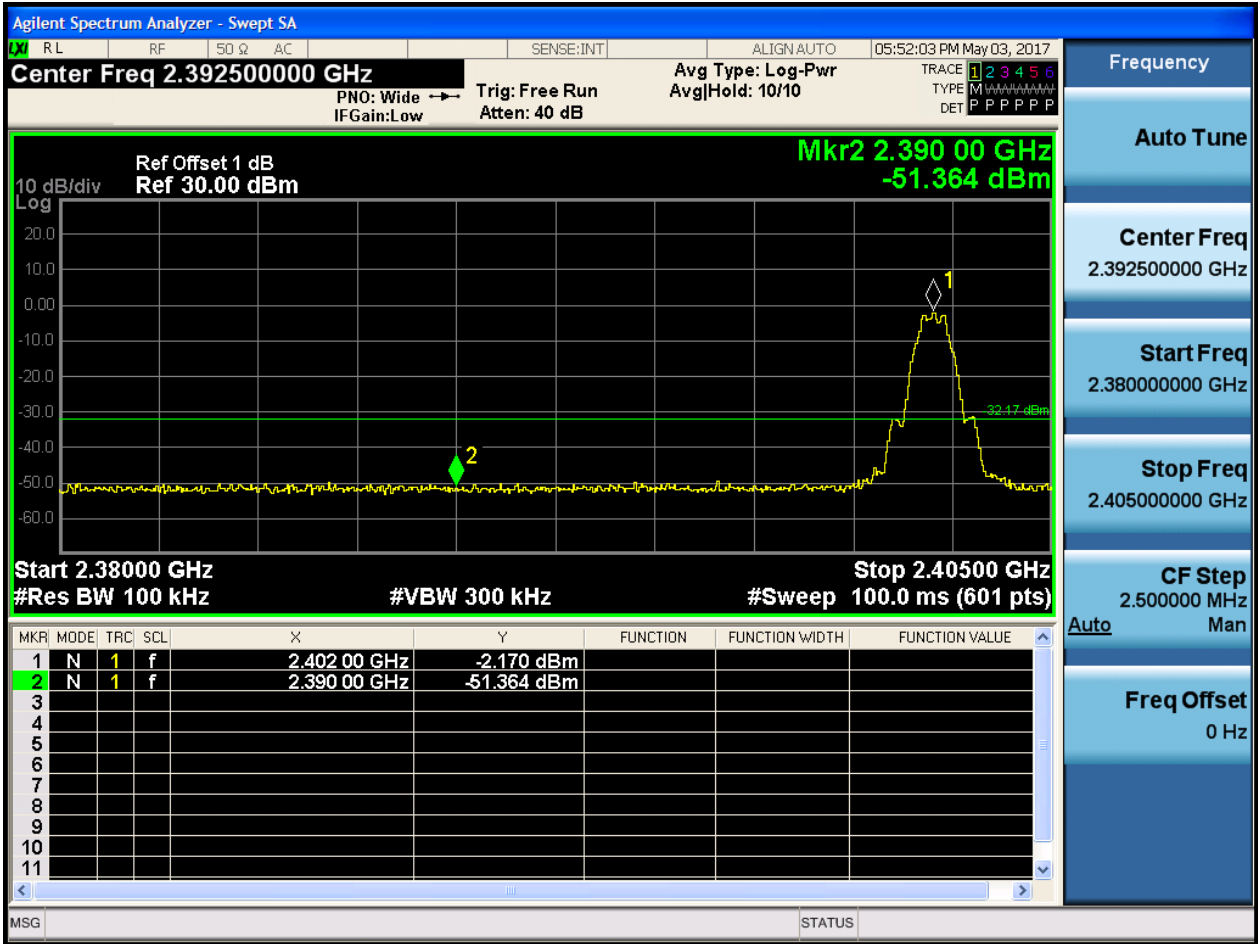 Agilent Spectrum Analyzer - Swept SA
LXI RL RF 50 Ω AC SENSE:INT ALIGN AUTO 05:52:03 PM May 03, 2017
Center Freq 2.392500000 GHz
PNO: Wide
IFGain:Low
Trig: Free Run
Atten: 40 dB
Avg Type: Log-Pwr
Avg|Hold: 10/10
TRACE 1 2 3 4 5 6
TYPE M WWWWW
DET P P P P P P
Ref Offset 1 dB
10 dB/div Ref 30.00 dBm
Log
Mkr2 2.390 00 GHz
-51.364 dBm
20.0
10.0
0.00
-10.0
-20.0
-30.0
-40.0
-50.0
-60.0
1
2
32.17 dBm
Start 2.38000 GHz Stop 2.40500 GHz
#Res BW 100 kHz #VBW 300 kHz #Sweep 100.0 ms (601 pts)
MKR MODE TRC SCL X Y FUNCTION FUNCTION WIDTH FUNCTION VALUE
1 N 1 f 2.402 00 GHz -2.170 dBm
2 N 1 f 2.390 00 GHz -51.364 dBm
3
4
5
6
7
8
9
10
11
MSG STATUS
Frequency
Auto Tune
Center Freq
2.392500000 GHz
Start Freq
2.380000000 GHz
Stop Freq
2.405000000 GHz
CF Step
2.500000 MHz
Auto Man
Freq Offset
0 Hz